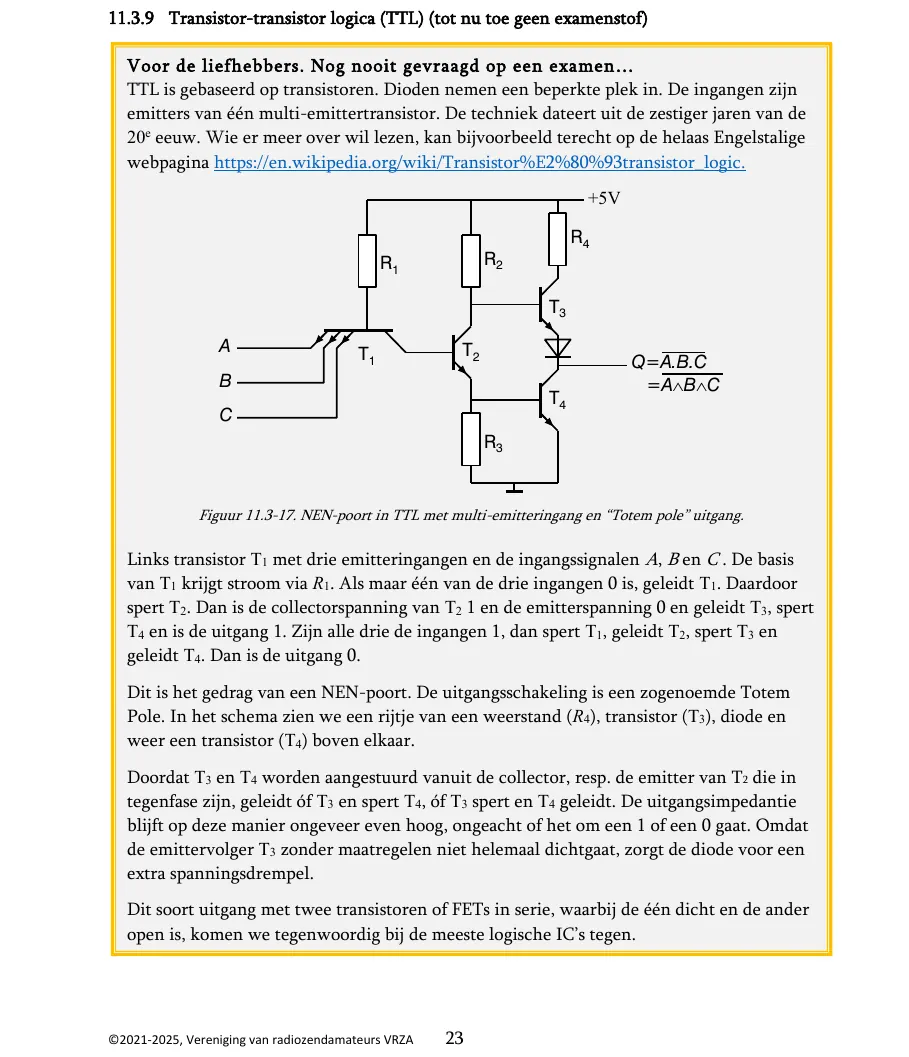 11.3.9 Transistor-transistor logica (TTL) (tot nu toe geen examenstof)
Voor de liefhebbers. Nog nooit gevraagd op een examen…
TTL is gebaseerd op transistoren. Dioden nemen een beperkte plek in. De ingangen zijn
emitters van één multi-emittertransistor. De techniek dateert uit de zestiger jaren van de
20e eeuw. Wie er meer over wil lezen, kan bijvoorbeeld terecht op de helaas Engelstalige
webpagina https://en.wikipedia.org/wiki/Transistor%E2%80%93transistor_logic.
+5V
R4
R1
R2
T3
A
T1
T2
Q=A.B.C
B
=A∧B∧C
T4
C
R3
Figuur 11.3-17. NEN-poort in TTL met multi-emitteringang en “Totem pole” uitgang.
Links transistor T1 met drie emitteringangen en de ingangssignalen A, B en C . De basis
van T1 krijgt stroom via R1. Als maar één van de drie ingangen 0 is, geleidt T1. Daardoor
spert T2. Dan is de collectorspanning van T2 1 en de emitterspanning 0 en geleidt T3, spert
T4 en is de uitgang 1. Zijn alle drie de ingangen 1, dan spert T1, geleidt T2, spert T3 en
geleidt T4. Dan is de uitgang 0.
Dit is het gedrag van een NEN-poort. De uitgangsschakeling is een zogenoemde Totem
Pole. In het schema zien we een rijtje van een weerstand (R4), transistor (T3), diode en
weer een transistor (T4) boven elkaar.
Doordat T3 en T4 worden aangestuurd vanuit de collector, resp. de emitter van T2 die in
tegenfase zijn, geleidt óf T3 en spert T4, óf T3 spert en T4 geleidt. De uitgangsimpedantie
blijft op deze manier ongeveer even hoog, ongeacht of het om een 1 of een 0 gaat. Omdat
de emittervolger T3 zonder maatregelen niet helemaal dichtgaat, zorgt de diode voor een
extra spanningsdrempel.
Dit soort uitgang met twee transistoren of FETs in serie, waarbij de één dicht en de ander
open is, komen we tegenwoordig bij de meeste logische IC’s tegen.
©2021-2025, Vereniging van radiozendamateurs VRZA 23